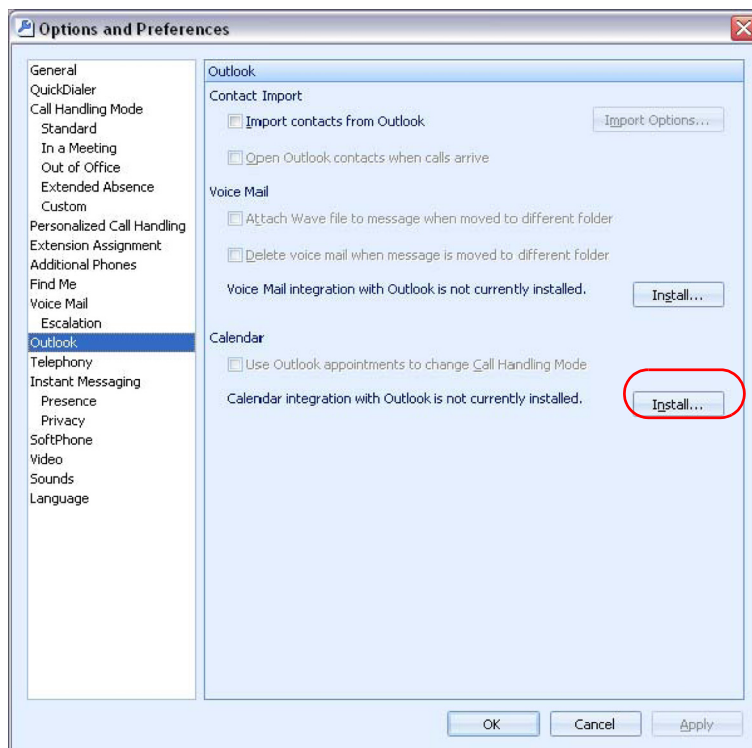 Options and Preferences
General
QuickDialer
Call Handling Mode
Standard
In a Meeting
Out of Office
Extended Absence
Custom
Personalized Call Handling
Extension Assignment
Additional Phones
Find Me
Voice Mail
Escalation
Outlook
Telephony
Instant Messaging
Presence
Privacy
SoftPhone
Video
Sounds
Language
Outlook
Contact Import
Import contacts from Outlook
Import Options...
Open Outlook contacts when calls arrive
Voice Mail
Attach Wave file to message when moved to different folder
Delete voice mail when message is moved to different folder
Voice Mail integration with Outlook is not currently installed.
Install...
Calendar
Use Outlook appointments to change Call Handling Mode
Calendar integration with Outlook is not currently installed.
Install...
OK
Cancel
Apply